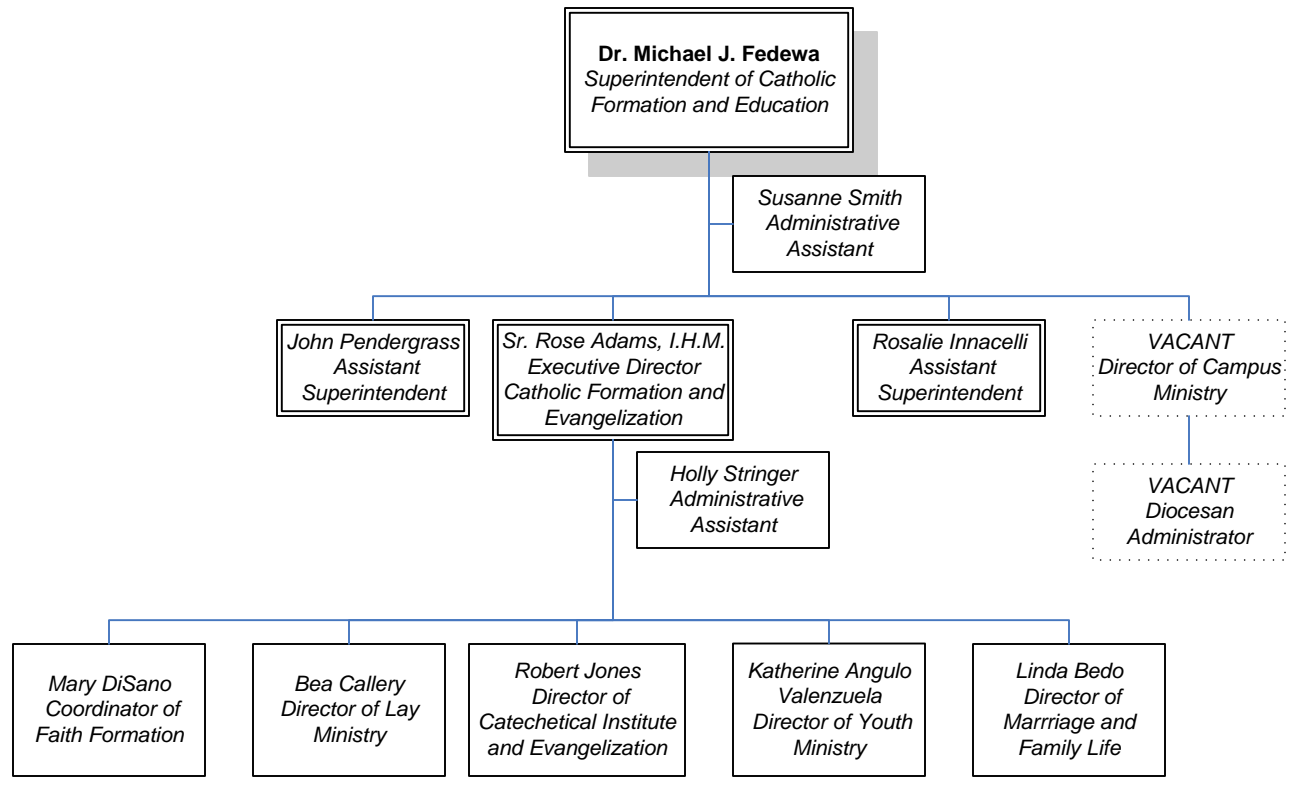 Dr. Michael J. Fedewa
Superintendent of Catholic
Formation and Education
Susanne Smith
Administrative
Assistant
John Pendergrass
Assistant
Superintendent
Sr. Rose Adams, I.H.M.
Executive Director
Catholic Formation and
Evangelization
Rosalie Innacelli
Assistant
Superintendent
VACANT
Director of Campus
Ministry
Holly Stringer
Administrative
Assistant
VACANT
Diocesan
Administrator
Mary DiSano
Coordinator of
Faith Formation
Bea Callery
Director of Lay
Ministry
Robert Jones
Director of
Catechetical Institute
and Evangelization
Katherine Angulo
Valenzuela
Director of Youth
Ministry
Linda Bedo
Director of
Marrriage and
Family Life